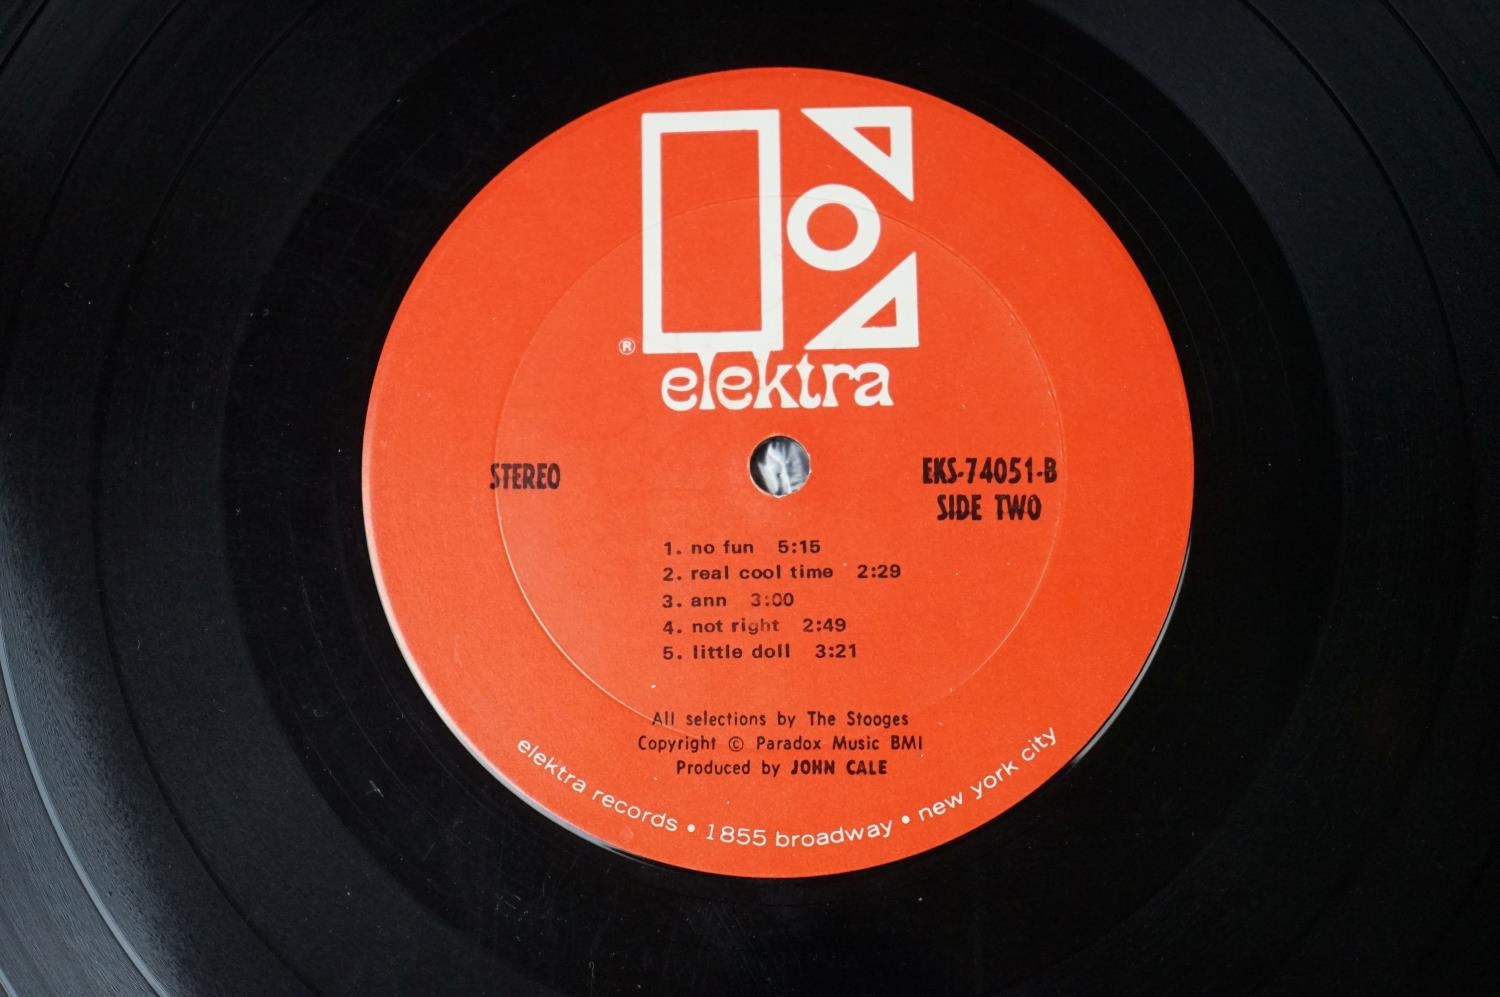 ®
elektra
STEREO
EKS-74051-B
SIDE TWO
1. no fun 5:15
2. real cool time 2:29
3. ann 3:00
4. not right 2:49
5. little doll 3:21
All selections by The Stooges
Copyright © Paradox Music BMI
Produced by JOHN CALE
elektra records • 1855 broadway • new york city